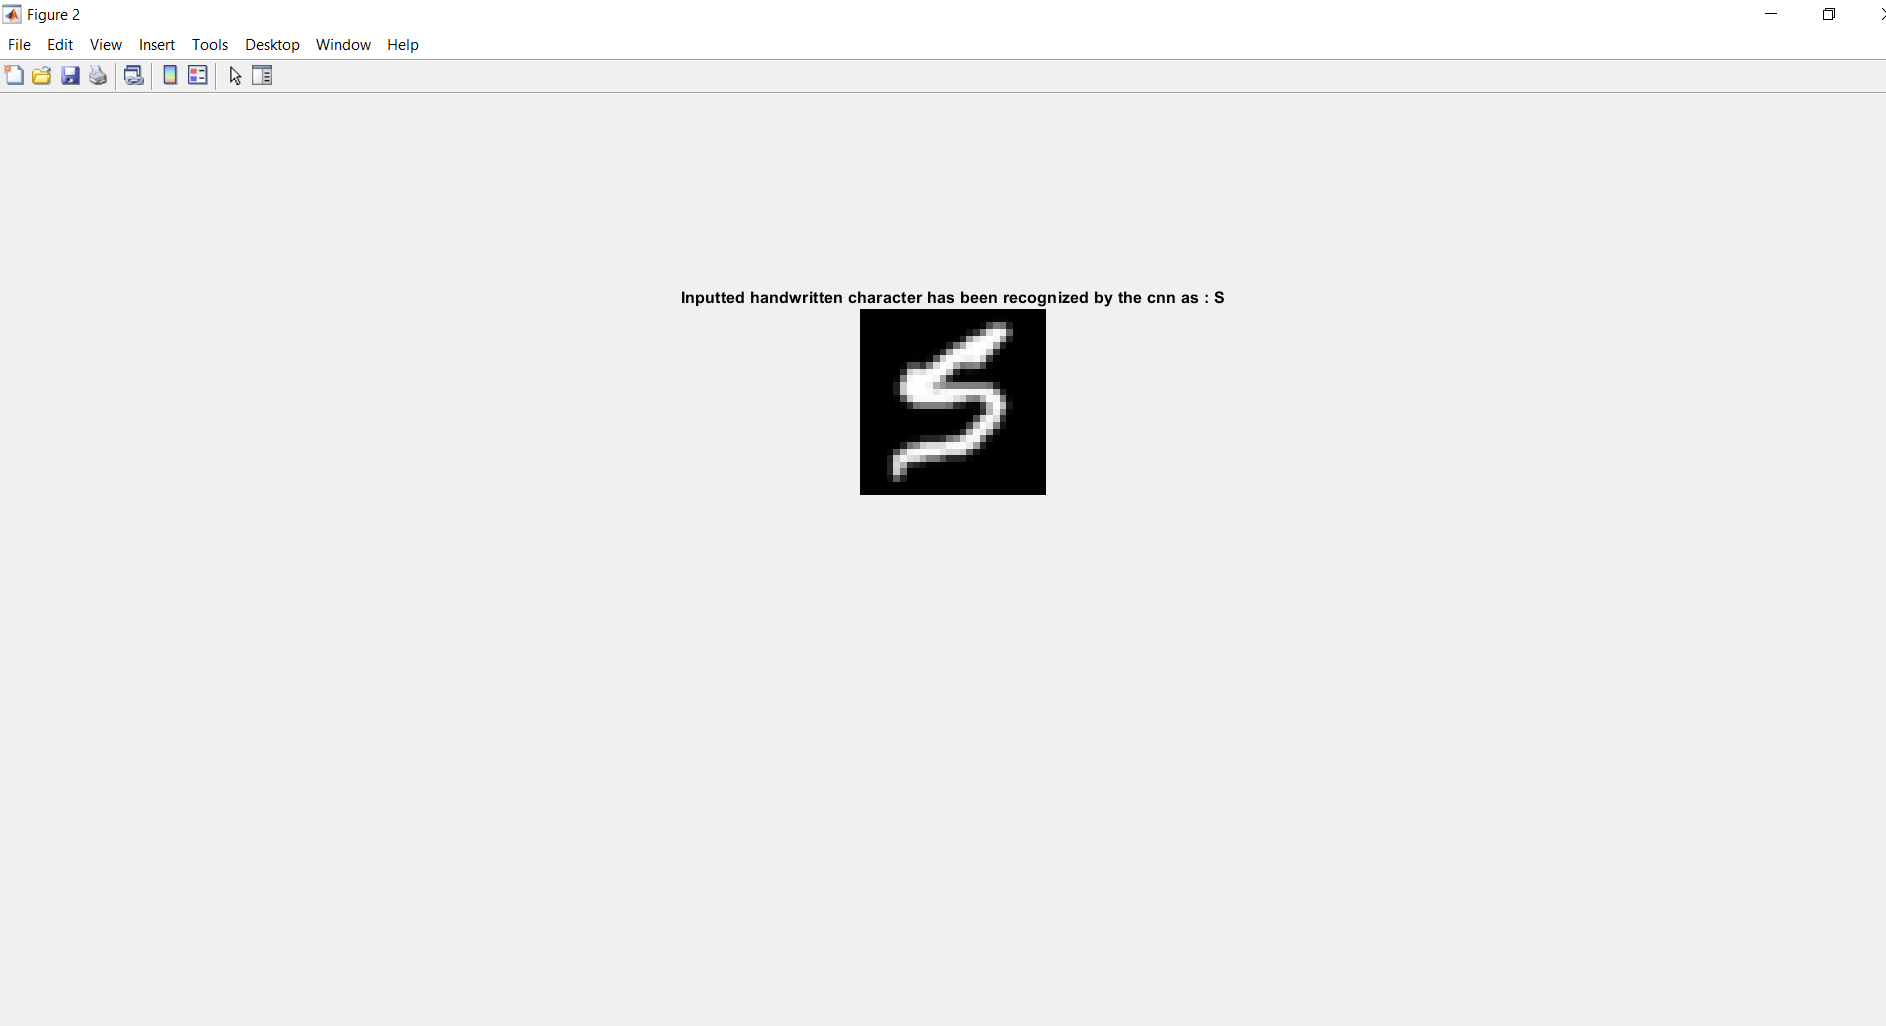 Figure 2
File Edit View Insert Tools Desktop Window Help
Inputted handwritten character has been recognized by the cnn as : S
S